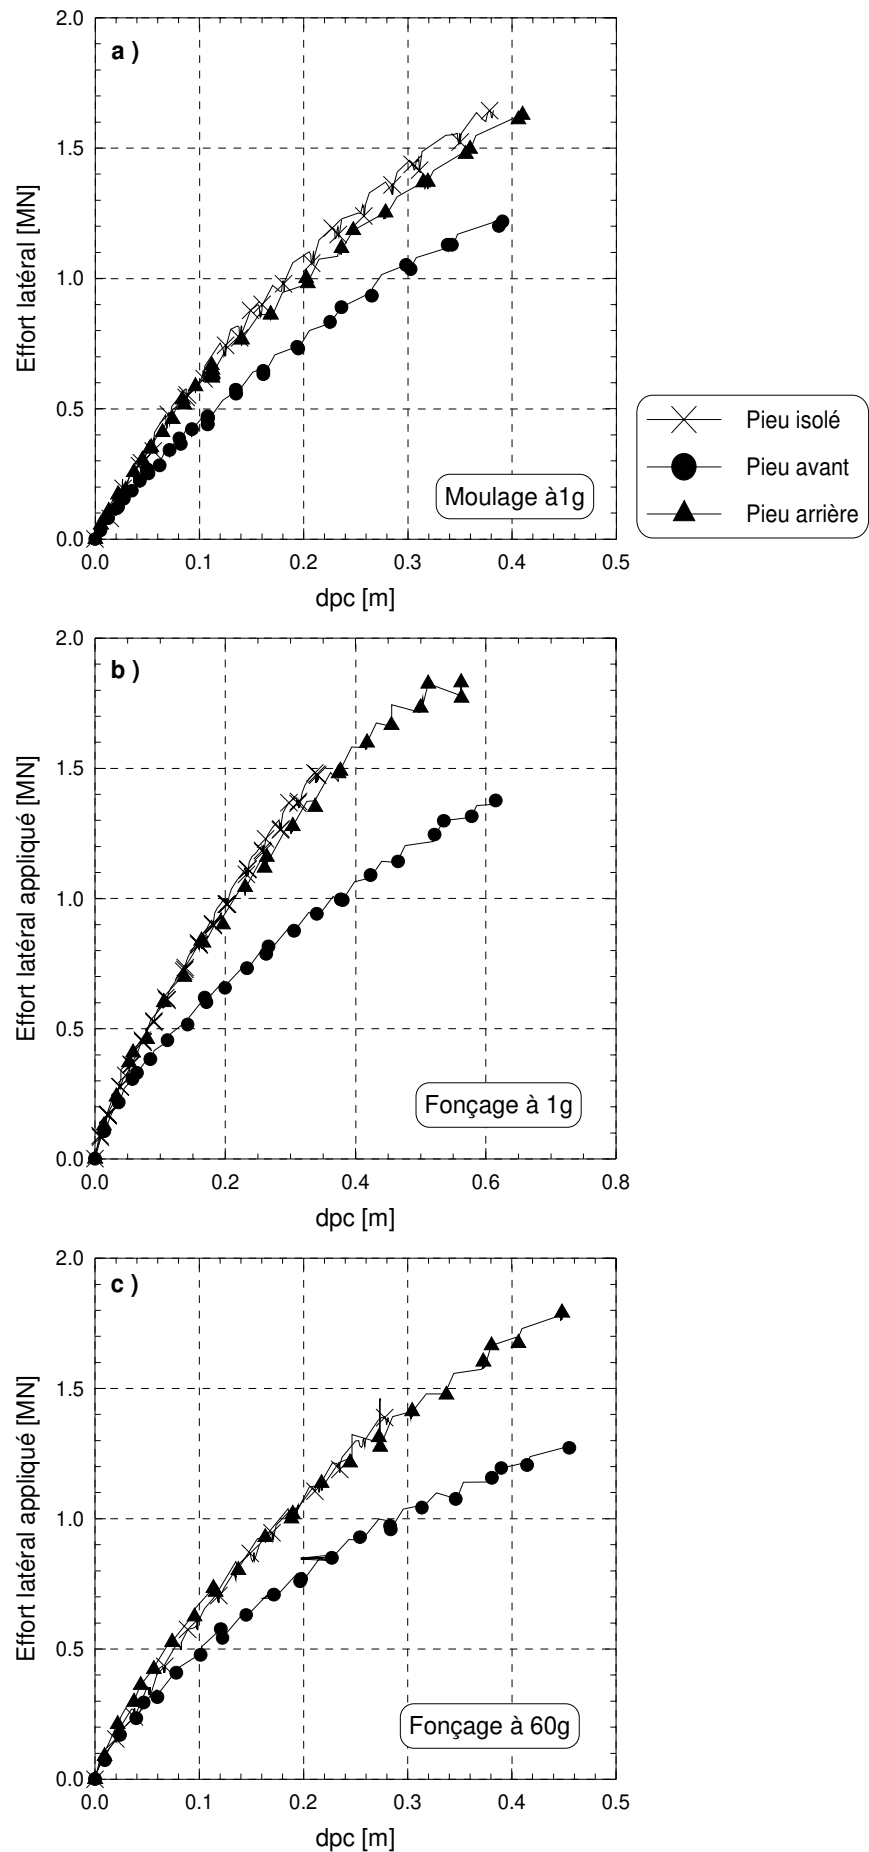 2.0
a )
1.5
1.0
0.5
0.0
Effort latéral [MN]
Moulage à1g
0.0 0.1 0.2 0.3 0.4 0.5
dpc [m]
Pieu isolé
Pieu avant
Pieu arrière
2.0
b )
1.5
1.0
0.5
0.0
Effort latéral appliqué [MN]
Fonçage à 1g
0.0 0.2 0.4 0.6 0.8
dpc [m]
2.0
c )
1.5
1.0
0.5
0.0
Effort latéral appliqué [MN]
Fonçage à 60g
0.0 0.1 0.2 0.3 0.4 0.5
dpc [m]